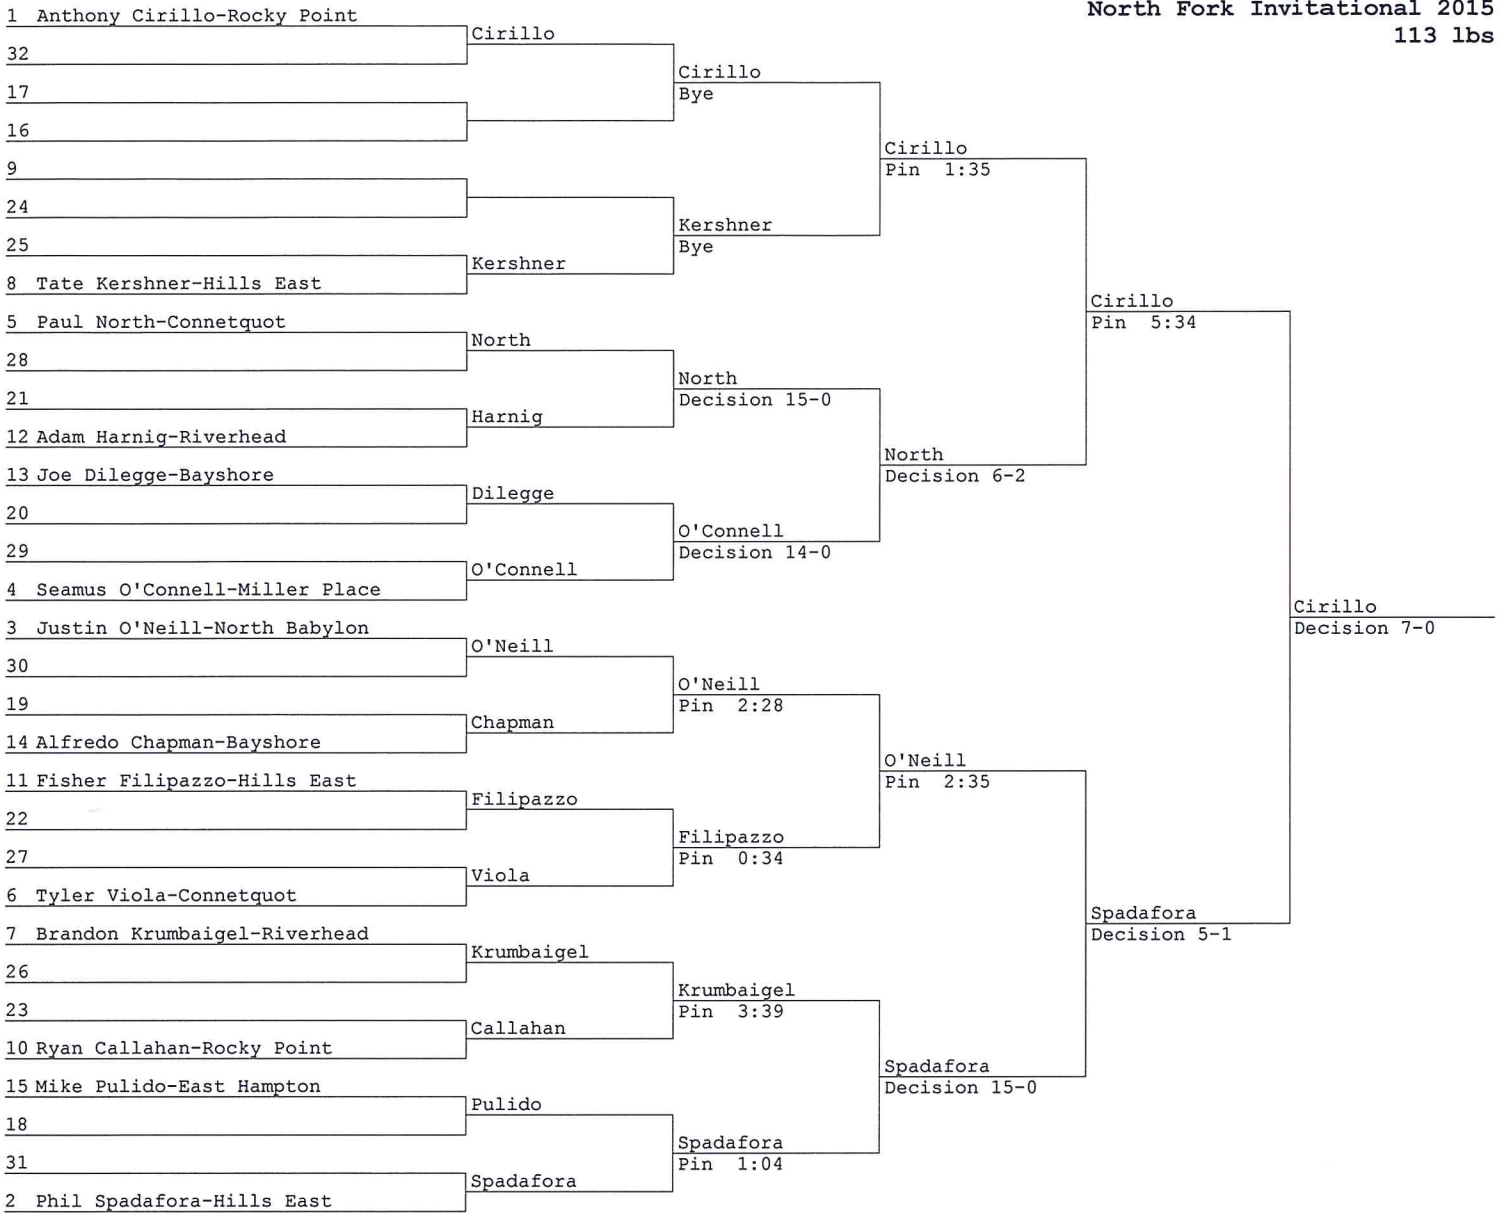 North Fork Invitational 2015
113 lbs
1 Anthony Cirillo-Rocky Point
32
17
16
9
24
25
8 Tate Kershner-Hills East
5 Paul North-Connetquot
28
21
12 Adam Harnig-Riverhead
13 Joe Dilegge-Bayshore
20
29
4 Seamus O'Connell-Miller Place
3 Justin O'Neill-North Babylon
30
19
14 Alfredo Chapman-Bayshore
11 Fisher Filipazzo-Hills East
22
27
6 Tyler Viola-Connetquot
7 Brandon Krumbaigel-Riverhead
26
23
10 Ryan Callahan-Rocky Point
15 Mike Pulido-East Hampton
18
31
2 Phil Spadafora-Hills East
Cirillo
Kershner
North
Harnig
Dilegge
O'Connell
O'Neill
Chapman
Filipazzo
Viola
Krumbaigel
Callahan
Pulido
Spadafora
Cirillo
Bye
Kershner
Bye
North
Decision 15-0
O'Connell
Decision 14-0
O'Neill
Pin 2:28
Filipazzo
Pin 0:34
Krumbaigel
Pin 3:39
Spadafora
Pin 1:04
Cirillo
Pin 1:35
North
Decision 6-2
O'Neill
Pin 2:35
Spadafora
Decision 15-0
Cirillo
Pin 5:34
Spadafora
Decision 5-1
Cirillo
Decision 7-0